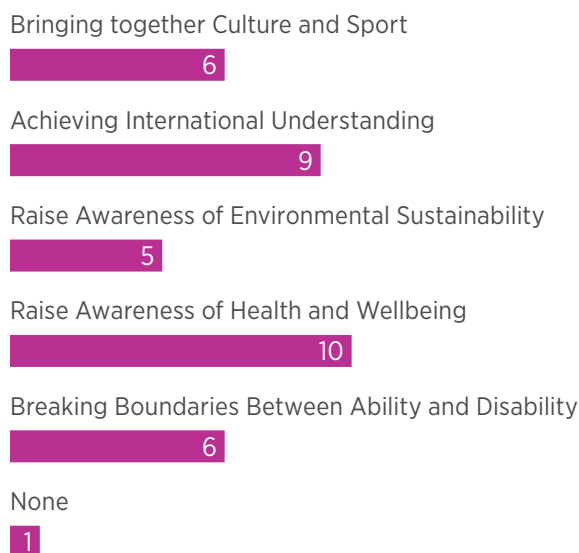 Bringing together Culture and Sport
6
Achieving International Understanding
9
Raise Awareness of Environmental Sustainability
5
Raise Awareness of Health and Wellbeing
10
Breaking Boundaries Between Ability and Disability
6
None
1